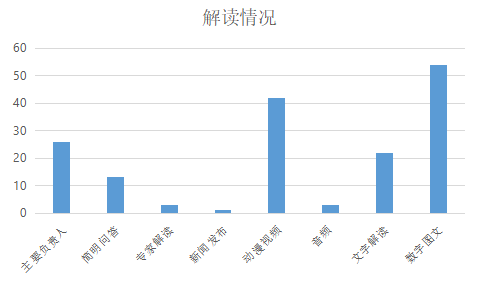 解读情况
60
50
40
30
20
10
0
主要负责人
简明问答
专家解读
新闻发布
动漫视频
音频
文字解读
数字图文